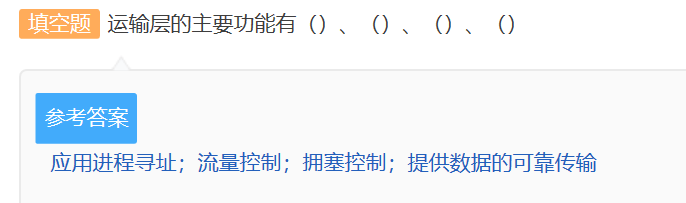 填空题 运输层的主要功能有（）、（）、（）、（）
参考答案
应用进程寻址；流量控制；拥塞控制；提供数据的可靠传输